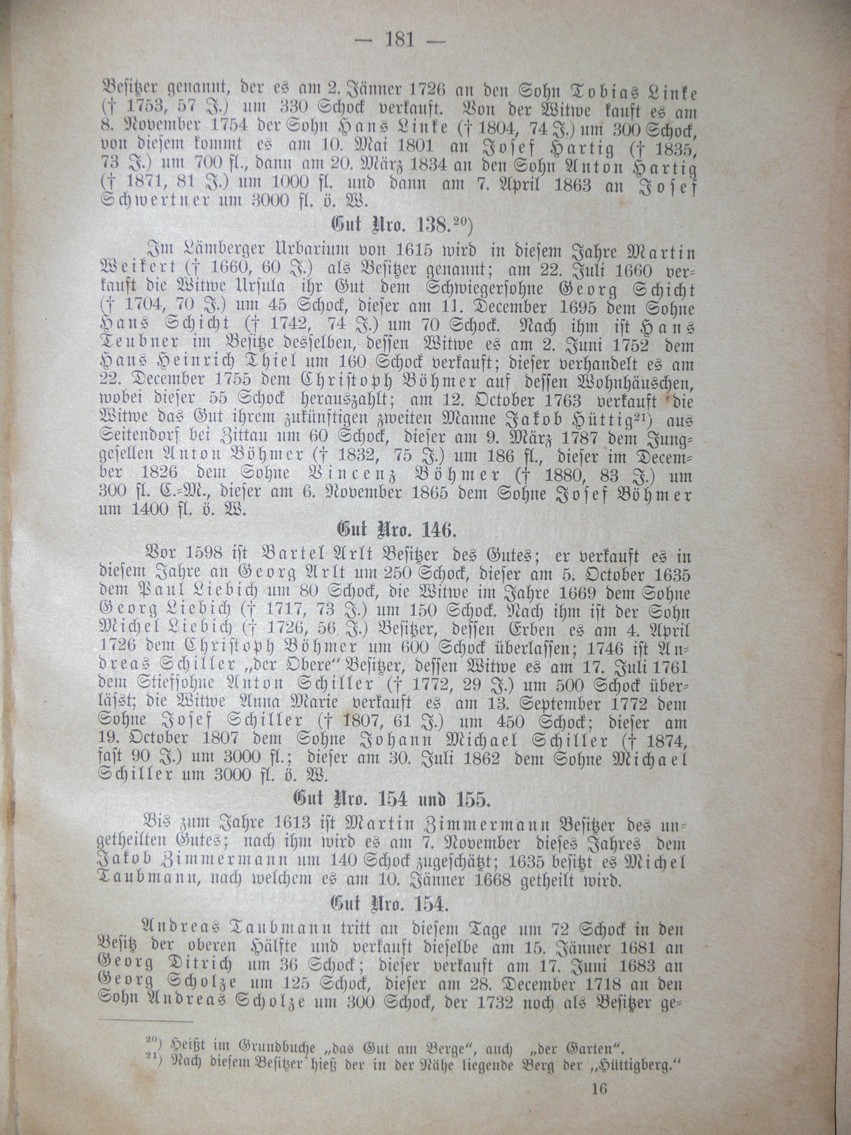 — 181 —
Besitzer genannt, der es am 2. Jänner 1726 an den Sohn Tobias Linke
(† 1753, 57 J.) um 330 Schock verkauft. Von der Witwe kauft es am
8. November 1754 der Sohn Hans Linke († 1804, 74 J.) um 300 Schock,
von diesem kommt es am 10. Mai 1801 an Josef Hartig († 1835,
73 J.) um 700 fl., dann am 20. März 1834 an den Sohn Anton Hartig
(† 1871, 81 J.) um 1000 fl. und dann am 7. April 1863 an Josef
Schwertner um 3000 fl. ö. W.
Gut Nro. 138.²⁰)
Im Lämberger Urbarium von 1615 wird in diesem Jahre Martin
Weikert († 1660, 60 J.) als Besitzer genannt; am 22. Juli 1660 ver-
kauft die Witwe Ursula ihr Gut dem Schwiegersohne Georg Schicht
(† 1704, 70 J.) um 45 Schock, dieser am 11. December 1695 dem Sohne
Hans Schicht († 1742, 74 J.) um 70 Schock. Nach ihm ist Hans
Teubner im Besitze desselben, dessen Witwe es am 2. Juni 1752 dem
Hans Heinrich Thiel um 160 Schock verkauft; dieser verhandelt es am
22. December 1755 dem Christoph Böhmer auf dessen Wohnhäuschen,
wobei dieser 55 Schock herauszahlt; am 12. October 1763 verkauft die
Witwe das Gut ihrem zukünftigen zweiten Manne Jakob Hüttig²¹) aus
Seitendorf bei Zittau um 60 Schock, dieser am 9. März 1787 dem Jung-
gesellen Anton Böhmer († 1832, 75 J.) um 186 fl., dieser im Decem-
ber 1826 dem Sohne Vincenz Böhmer († 1880, 83 J.) um
300 fl. C.-M., dieser am 6. November 1865 dem Sohne Josef Böhmer
um 1400 fl. ö. W.
Gut Nro. 146.
Vor 1598 ist Bartel Arlt Besitzer des Gutes; er verkauft es in
diesem Jahre an Georg Arlt um 250 Schock, dieser am 5. October 1635
dem Paul Liebich um 80 Schock, die Witwe im Jahre 1669 dem Sohne
Georg Liebich († 1717, 73 J.) um 150 Schock. Nach ihm ist der Sohn
Michel Liebich († 1726, 56 J.) Besitzer, dessen Erben es am 4. April
1726 dem Christoph Böhmer um 600 Schock überlassen; 1746 ist An-
dreas Schiller „der Obere“ Besitzer, dessen Witwe es am 17. Juli 1761
dem Stiefsohne Anton Schiller († 1772, 29 J.) um 500 Schock über-
lässt; die Witwe Anna Marie verkauft es am 13. September 1772 dem
Sohne Josef Schiller († 1807, 61 J.) um 450 Schock; dieser am
19. October 1807 dem Sohne Johann Michael Schiller († 1874,
fast 90 J.) um 3000 fl.; dieser am 30. Juli 1862 dem Sohne Michael
Schiller um 3000 fl. ö. W.
Gut Nro. 154 und 155.
Bis zum Jahre 1613 ist Martin Zimmermann Besitzer des un-
getheilten Gutes; nach ihm wird es am 7. November dieses Jahres dem
Jakob Zimmermann um 140 Schock zugeschätzt; 1635 besitzt es Michel
Taubmann, nach welchem es am 10. Jänner 1668 getheilt wird.
Gut Nro. 154.
Andreas Taubmann tritt an diesem Tage um 72 Schock in den
Besitz der oberen Hälfte und verkauft dieselbe am 15. Jänner 1681 an
Georg Ditrich um 36 Schock; dieser verkauft am 17. Juni 1683 an
Georg Scholze um 125 Schock, dieser am 28. December 1718 an den
Sohn Andreas Scholze um 300 Schock, der 1732 noch als Besitzer ge-
²⁰) Heißt im Grundbuche „das Gut am Berge“, auch „der Garten“.
²¹) Nach diesem Besitzer hieß der in der Nähe liegende Berg der „Hüttigberg.“
16